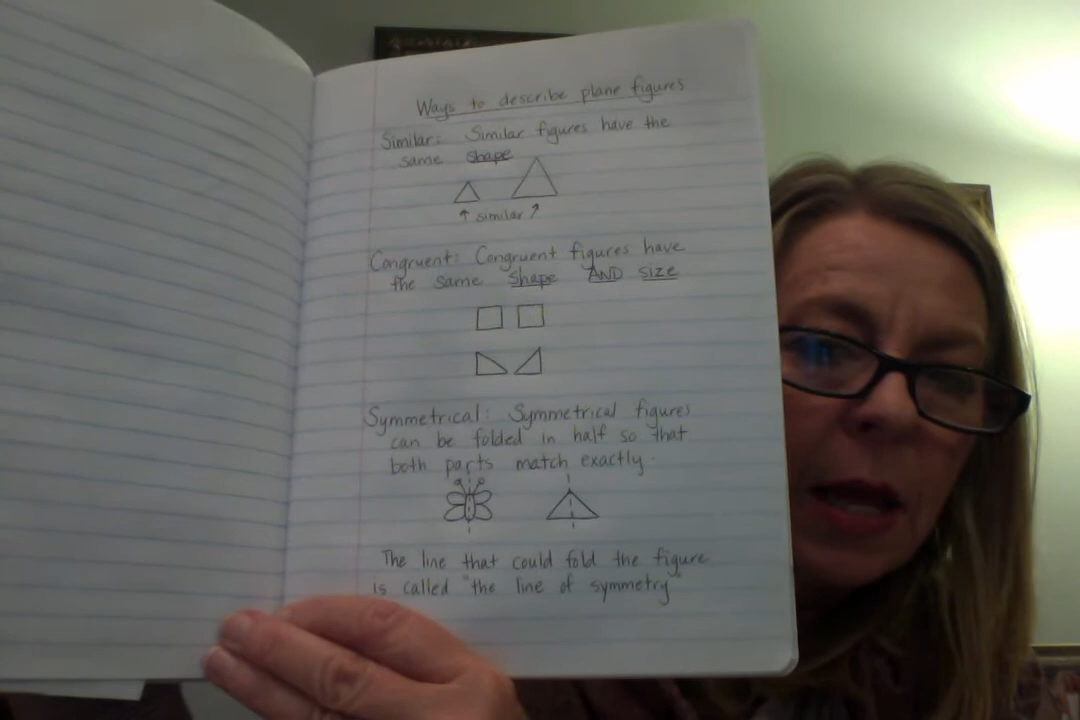 Ways to describe plane figures
Similar: Similar figures have the
same shape
↑ similar ↑
Congruent: Congruent figures have
the same shape AND size
Symmetrical: Symmetrical figures
can be folded in half so that
both parts match exactly.
The line that could fold the figure
is called "the line of symmetry"